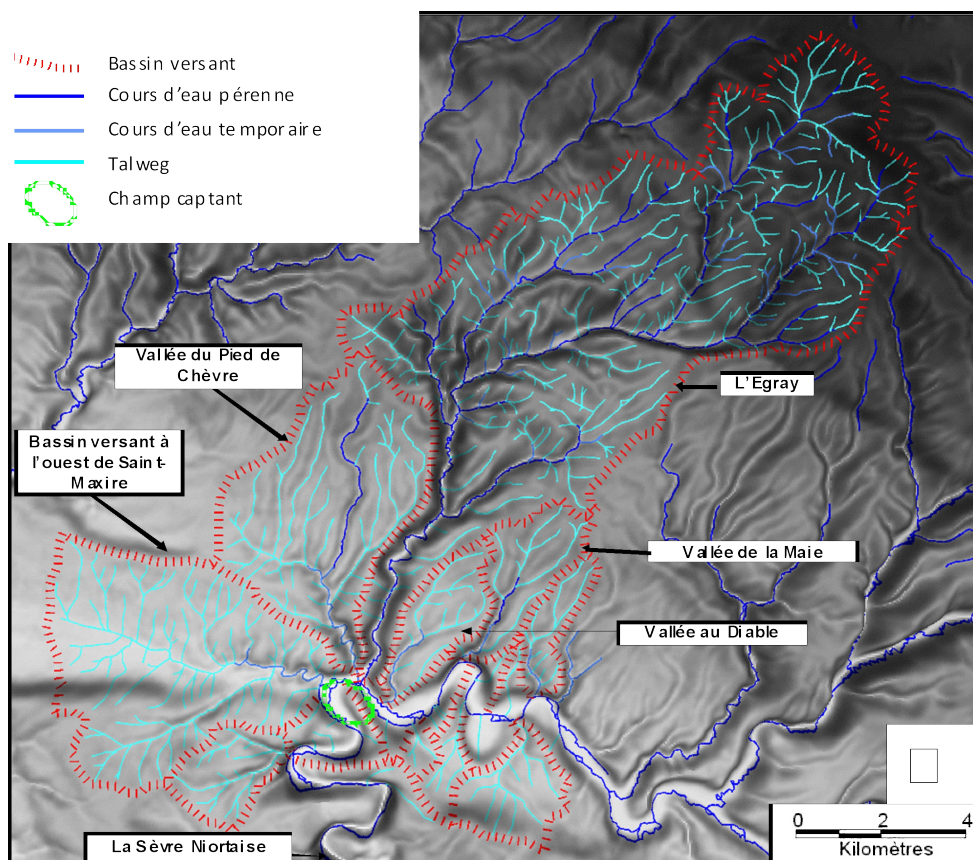 Bassin versant
Cours d'eau pérenne
Cours d'eau temporaire
Talweg
Champ captant
Vallée du Pied de
Chèvre
L'Egray
Bassin versant à
l'ouest de Saint-
Maxire
Vallée de la Maie
Vallée au Diable
La Sèvre Niortaise
0 2 4
Kilomètres